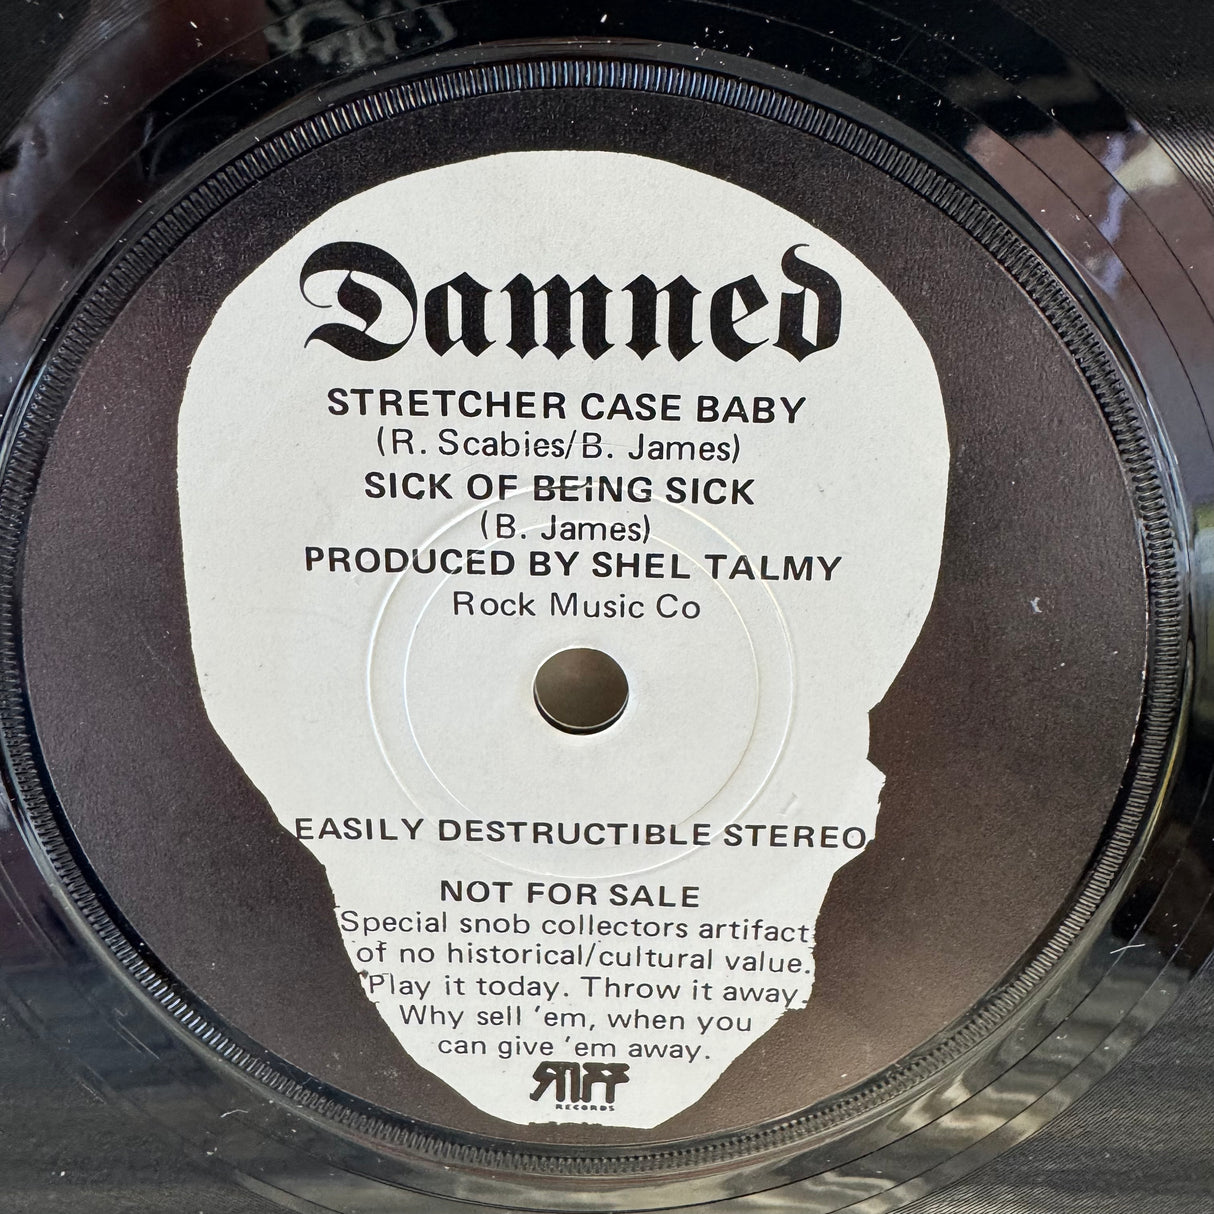 Damned
STRETCHER CASE BABY
(R. Scabies/B. James)
SICK OF BEING SICK
(B. James)
PRODUCED BY SHEL TALMY
Rock Music Co
EASILY DESTRUCTIBLE STEREO
NOT FOR SALE
Special snob collectors artifact
of no historical/cultural value.
Play it today. Throw it away.
Why sell 'em, when you
can give 'em away.
STIFF
RECORDS